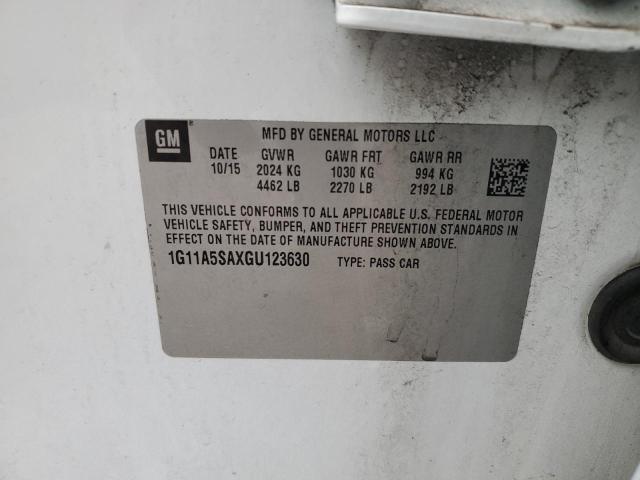 GM MFD BY GENERAL MOTORS LLC
DATE GVWR GAWR FRT GAWR RR
10/15 2024 KG 1030 KG 994 KG
4462 LB 2270 LB 2192 LB
THIS VEHICLE CONFORMS TO ALL APPLICABLE U.S. FEDERAL MOTOR
VEHICLE SAFETY, BUMPER, AND THEFT PREVENTION STANDARDS IN
EFFECT ON THE DATE OF MANUFACTURE SHOWN ABOVE.
1G11A5SAXGU123630 TYPE: PASS CAR